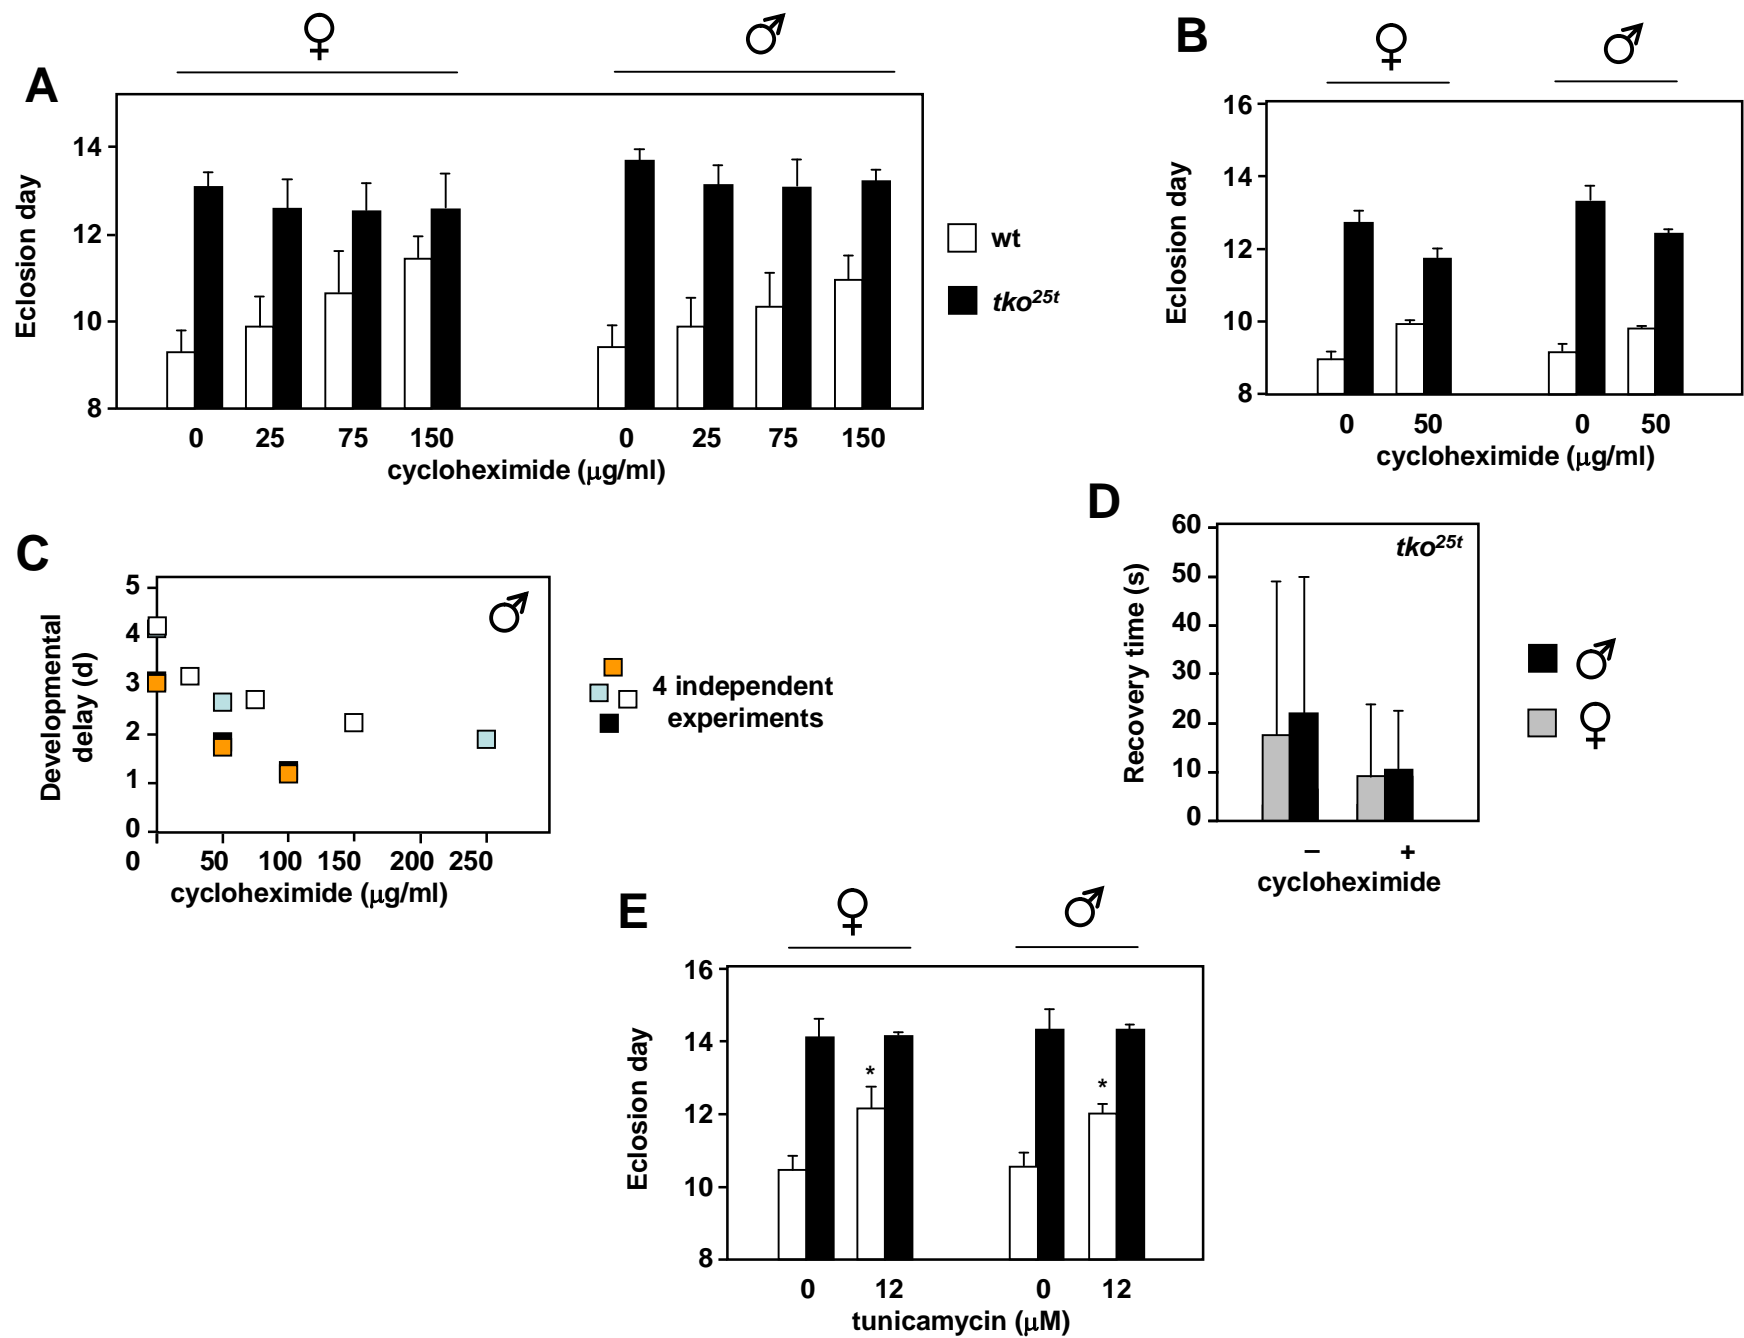 ♀ ♂
A
Eclosion day
14
12
10
8
0 25 75 150 0 25 75 150
cycloheximide (μg/ml)
wt
tko25t
B
♀ ♂
Eclosion day
16
14
12
10
8
0 50 0 50
cycloheximide (μg/ml)
C
♂
Developmental
delay (d)
5
4
3
2
1
0
0 50 100 150 200 250
cycloheximide (μg/ml)
4 independent
experiments
D
tko25t
Recovery time (s)
60
50
40
30
20
10
0
– +
cycloheximide
♂
♀
E
♀ ♂
Eclosion day
16
14
12
10
8
* *
0 12 0 12
tunicamycin (μM)